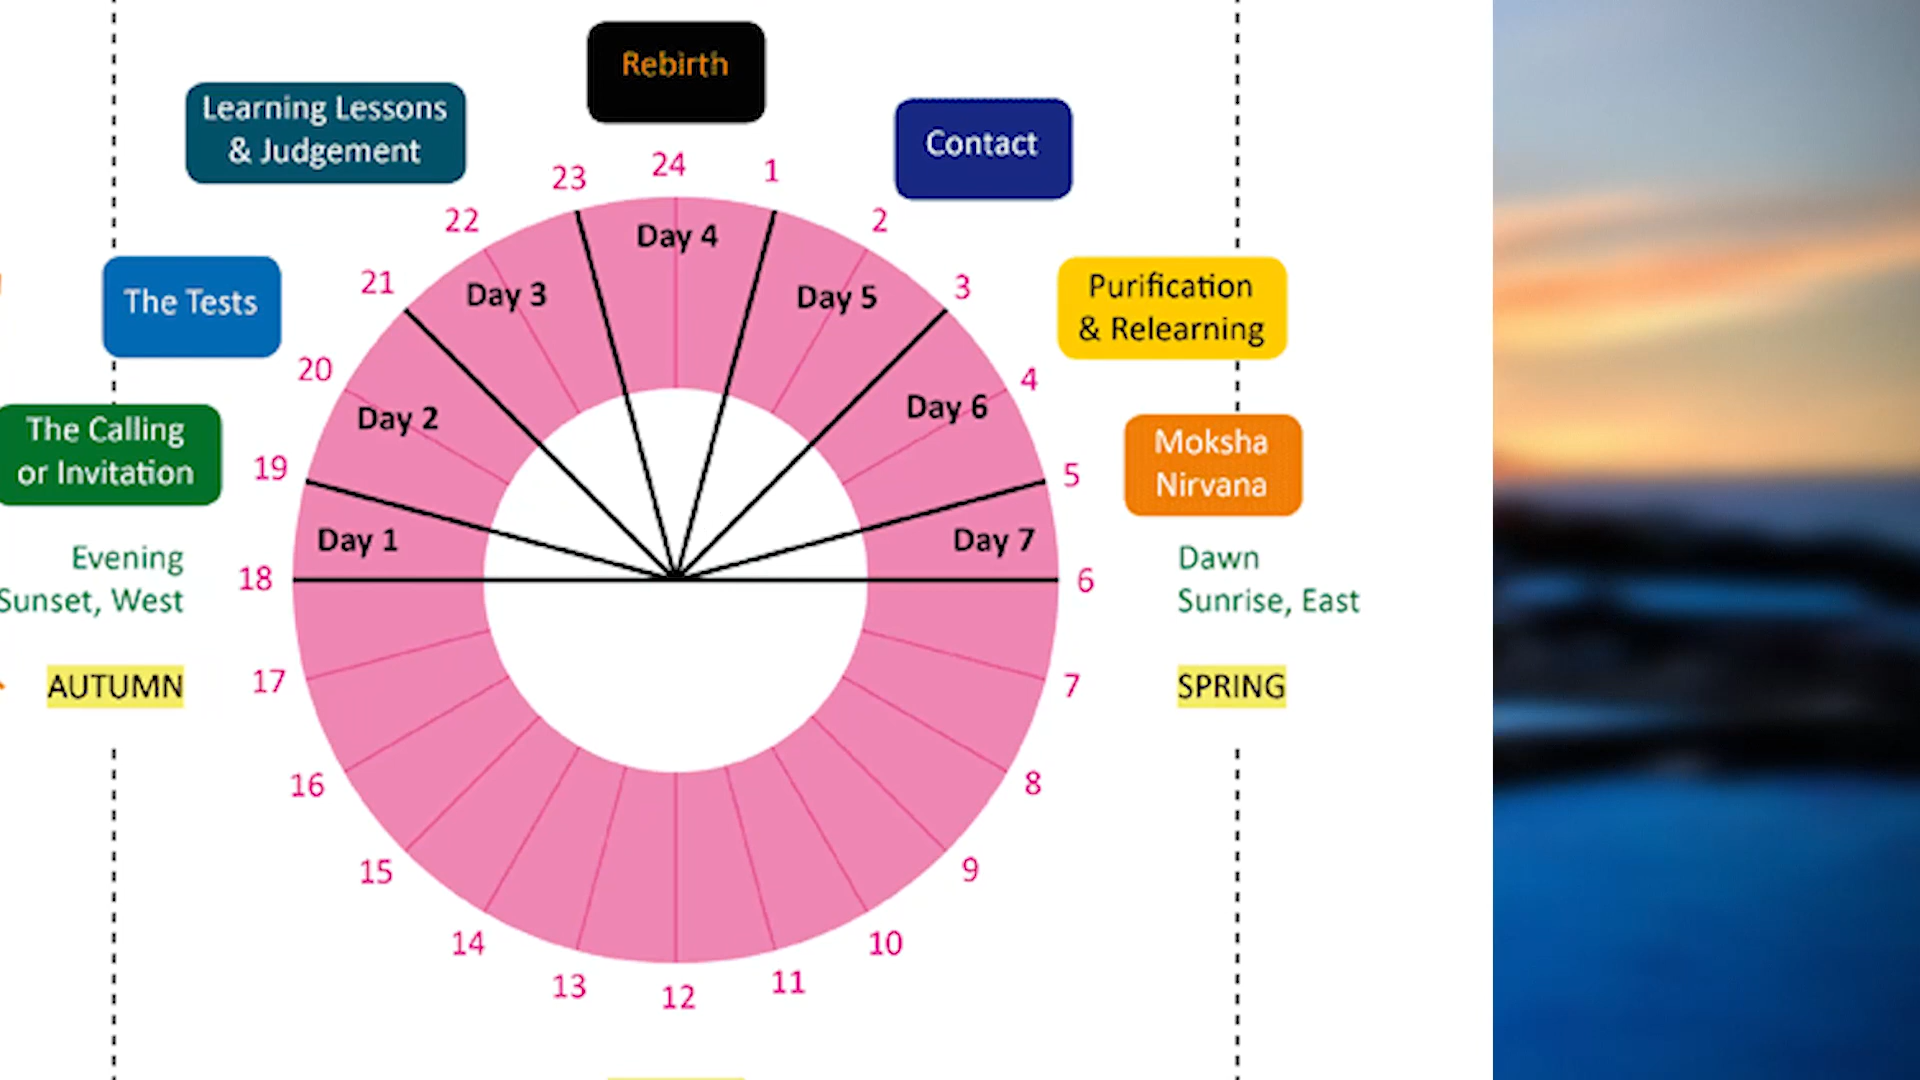 Rebirth
Learning Lessons
& Judgement
Contact
23
24
1
22
2
Day 4
The Tests
21
Day 3
Day 5
3
Purification
& Relearning
20
4
Day 2
Day 6
The Calling
or Invitation
19
5
Moksha
Nirvana
Day 1
Day 7
Evening
Sunset, West
18
6
Dawn
Sunrise, East
AUTUMN
17
7
SPRING
16
8
15
9
14
10
13
12
11